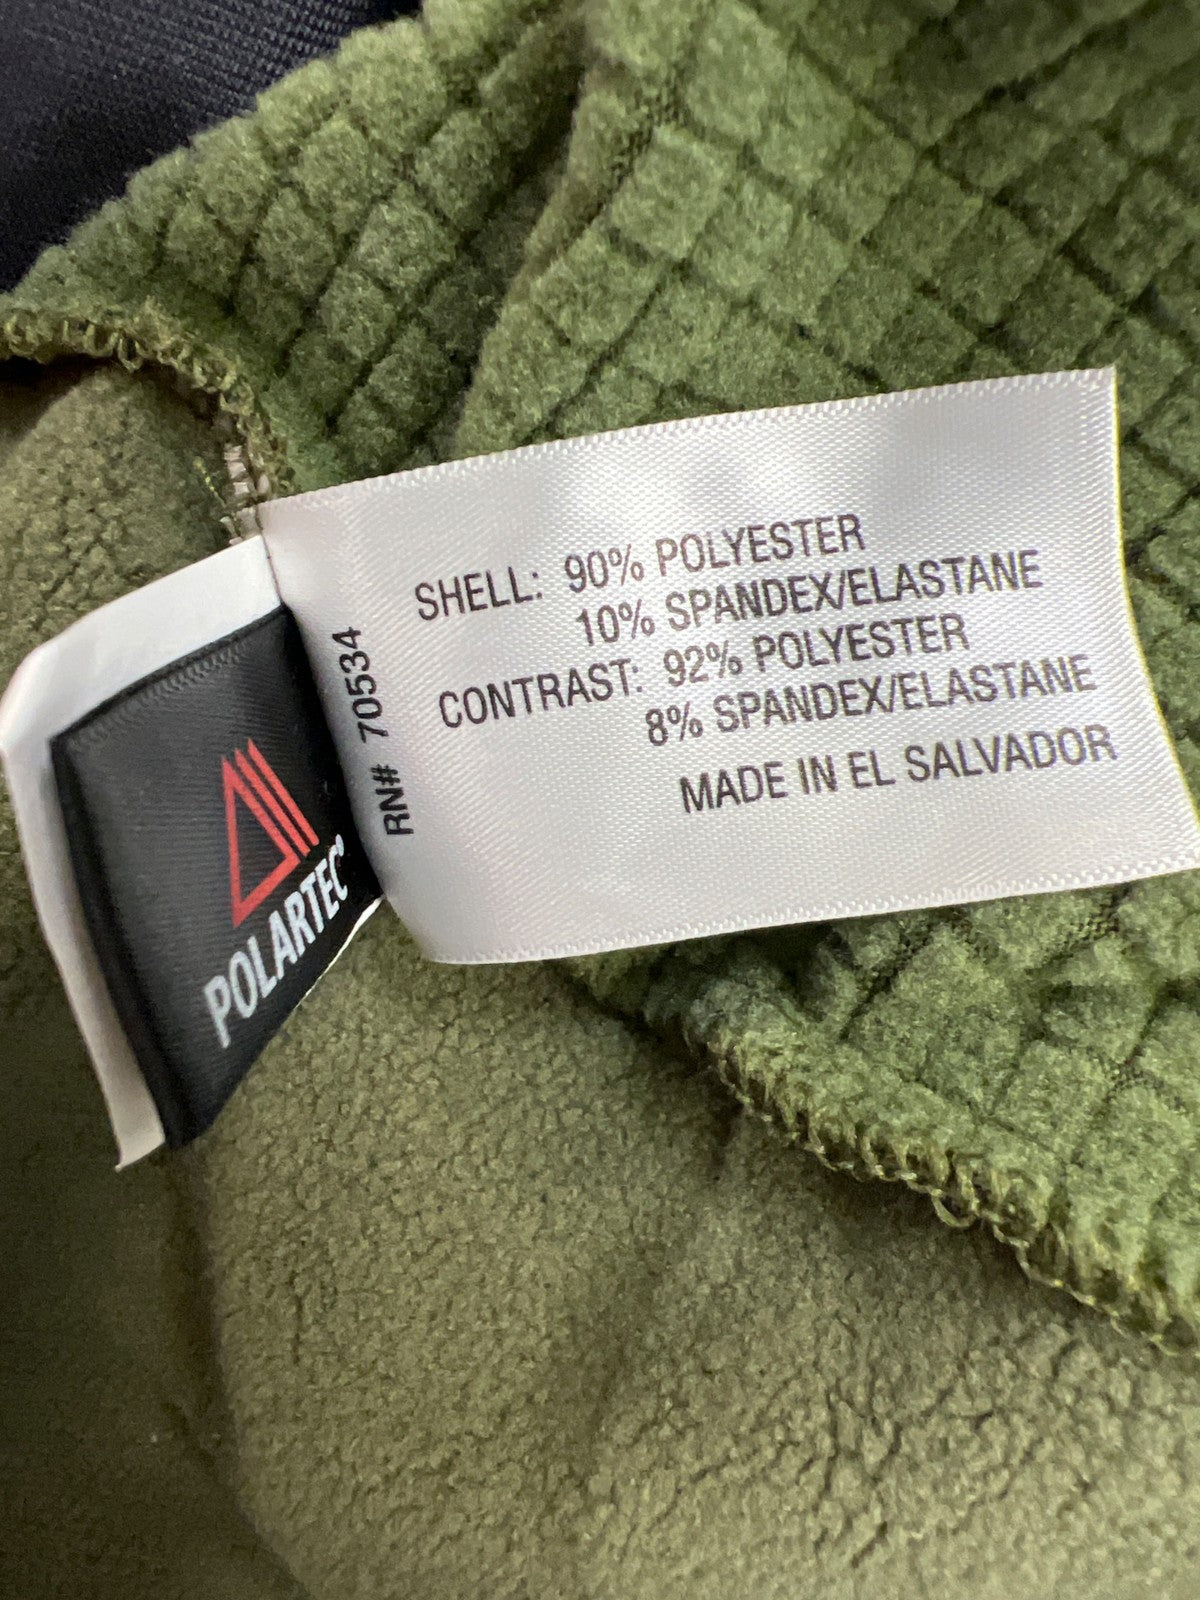 SHELL: 90% POLYESTER
10% SPANDEX/ELASTANE
CONTRAST: 92% POLYESTER
8% SPANDEX/ELASTANE
MADE IN EL SALVADOR
RN# 70534
POLARTEC®